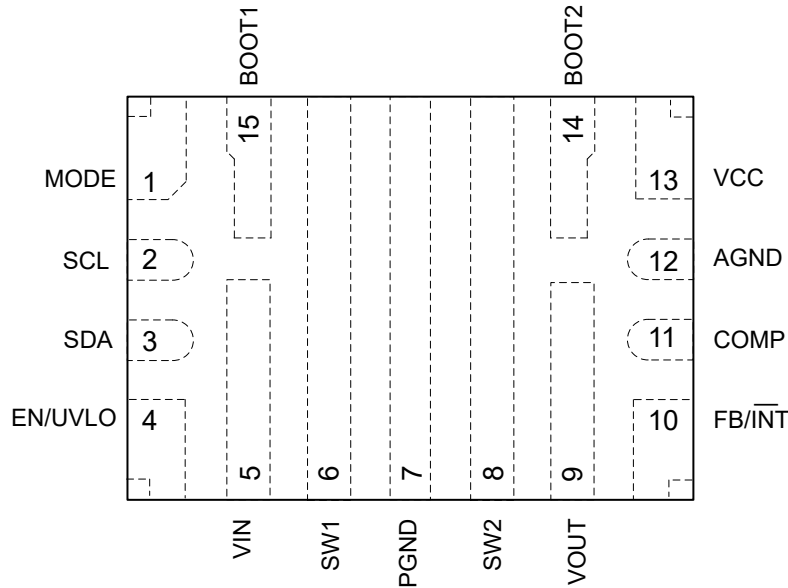 BOOT1
BOOT2
15
14
MODE 1
13 VCC
SCL 2
12 AGND
SDA 3
11 COMP
EN/UVLO 4
10 FB/I̅N̅T̅
5
6
7
8
9
VIN
SW1
PGND
SW2
VOUT